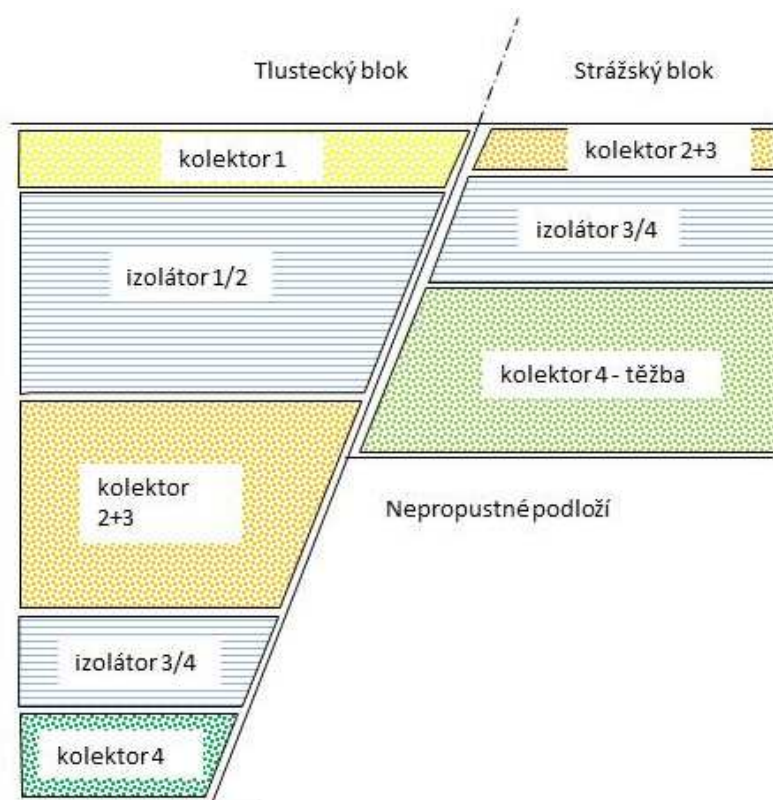 Tlustecký blok
Strážský blok
kolektor 1
kolektor 2+3
izolátor 3/4
izolátor 1/2
kolektor 4 - těžba
kolektor
2+3
Nepropustné podloží
izolátor 3/4
kolektor 4